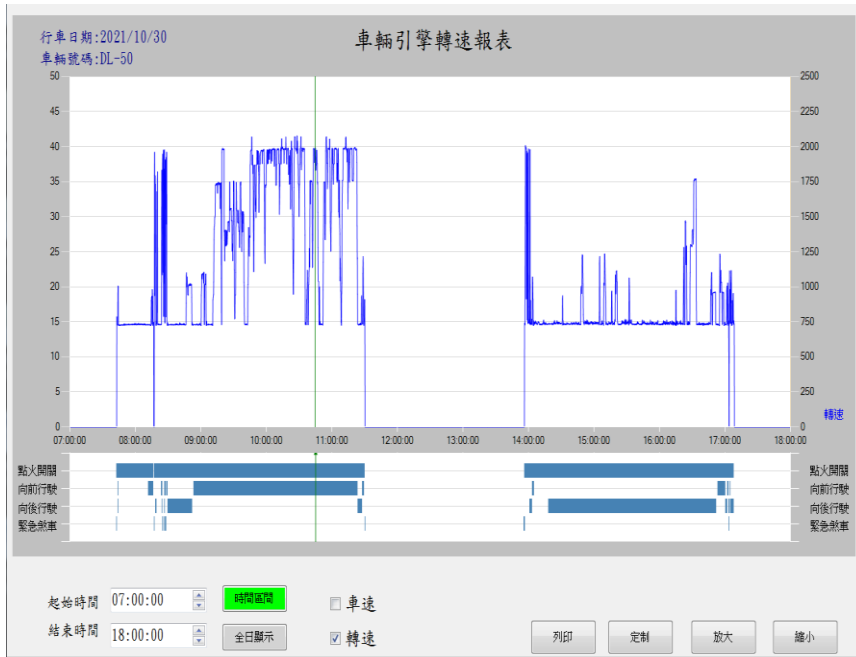 行車日期:2021/10/30
車輛引擎轉速報表
車輛號碼:DL-50
50 2500
45 2250
40 2000
35 1750
30 1500
25 1250
20 1000
15 750
10 500
5 250
轉速
0 0
07:00:00 08:00:00 09:00:00 10:00:00 11:00:00 12:00:00 13:00:00 14:00:00 15:00:00 16:00:00 17:00:00 18:00:00
點火開關 點火開關
向前行駛 向前行駛
向後行駛 向後行駛
緊急煞車 緊急煞車
起始時間 07:00:00 時間區間 車速
結束時間 18:00:00 全日顯示 轉速
列印 定制 放大 縮小